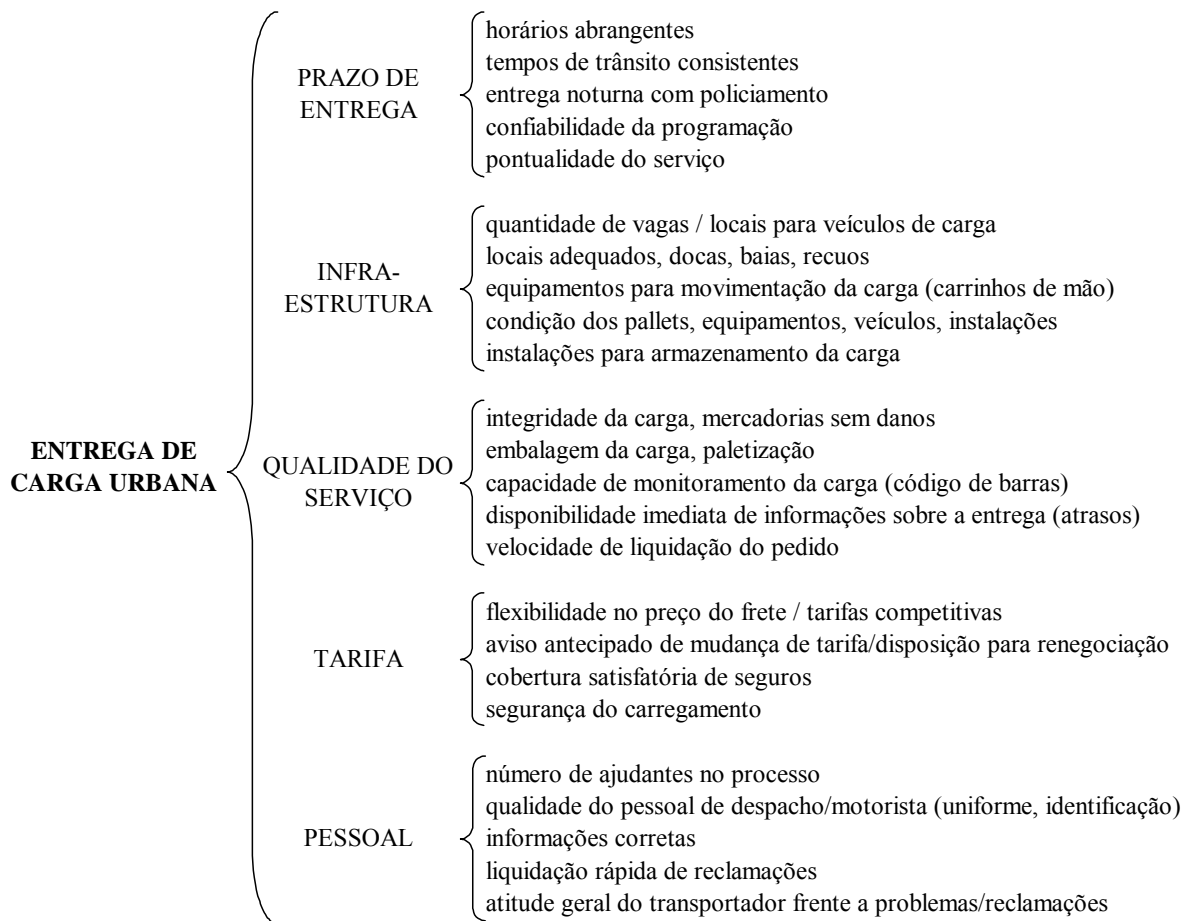 ENTREGA DE
CARGA URBANA
PRAZO DE
ENTREGA
horários abrangentes
tempos de trânsito consistentes
entrega noturna com policiamento
confiabilidade da programação
pontualidade do serviço
INFRA-
ESTRUTURA
quantidade de vagas / locais para veículos de carga
locais adequados, docas, baias, recuos
equipamentos para movimentação da carga (carrinhos de mão)
condição dos pallets, equipamentos, veículos, instalações
instalações para armazenamento da carga
QUALIDADE DO
SERVIÇO
integridade da carga, mercadorias sem danos
embalagem da carga, paletização
capacidade de monitoramento da carga (código de barras)
disponibilidade imediata de informações sobre a entrega (atrasos)
velocidade de liquidação do pedido
TARIFA
flexibilidade no preço do frete / tarifas competitivas
aviso antecipado de mudança de tarifa/disposição para renegociação
cobertura satisfatória de seguros
segurança do carregamento
PESSOAL
número de ajudantes no processo
qualidade do pessoal de despacho/motorista (uniforme, identificação)
informações corretas
liquidação rápida de reclamações
atitude geral do transportador frente a problemas/reclamações